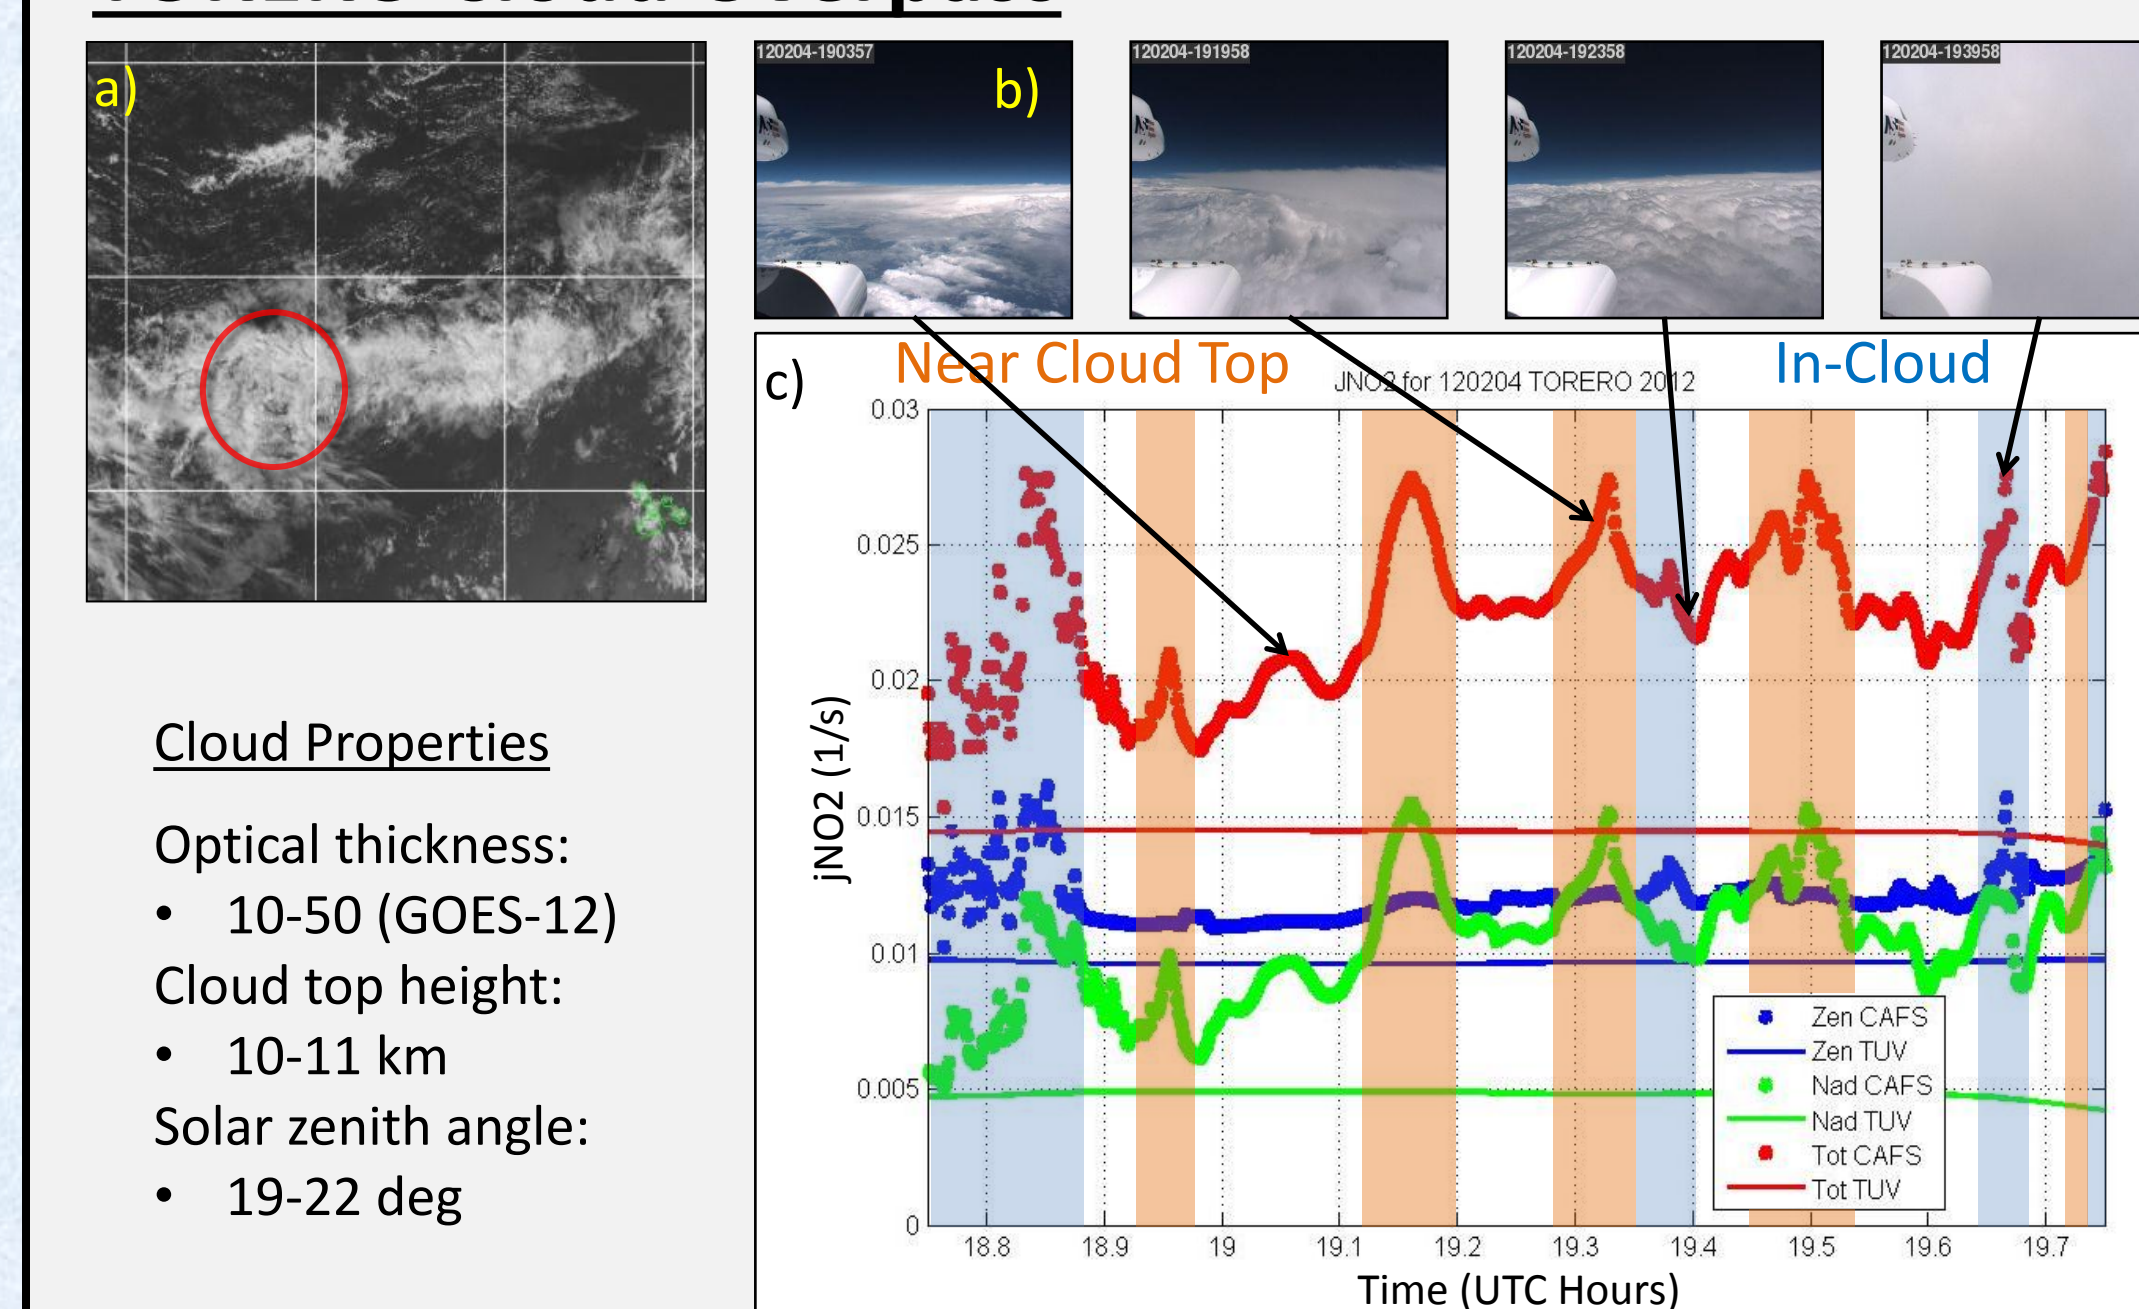 a)
120204-190357
b)
120204-191958
120204-192358
120204-193958
c)
Near Cloud Top
In-Cloud
JNO2 for 120204 TORERO 2012
0.03
0.025
0.02
0.015
0.01
0.005
0
jNO2 (1/s)
Zen CAFS
Zen TUV
Nad CAFS
Nad TUV
Tot CAFS
Tot TUV
18.8 18.9 19 19.1 19.2 19.3 19.4 19.5 19.6 19.7
Time (UTC Hours)
Cloud Properties
Optical thickness:
• 10-50 (GOES-12)
Cloud top height:
• 10-11 km
Solar zenith angle:
• 19-22 deg